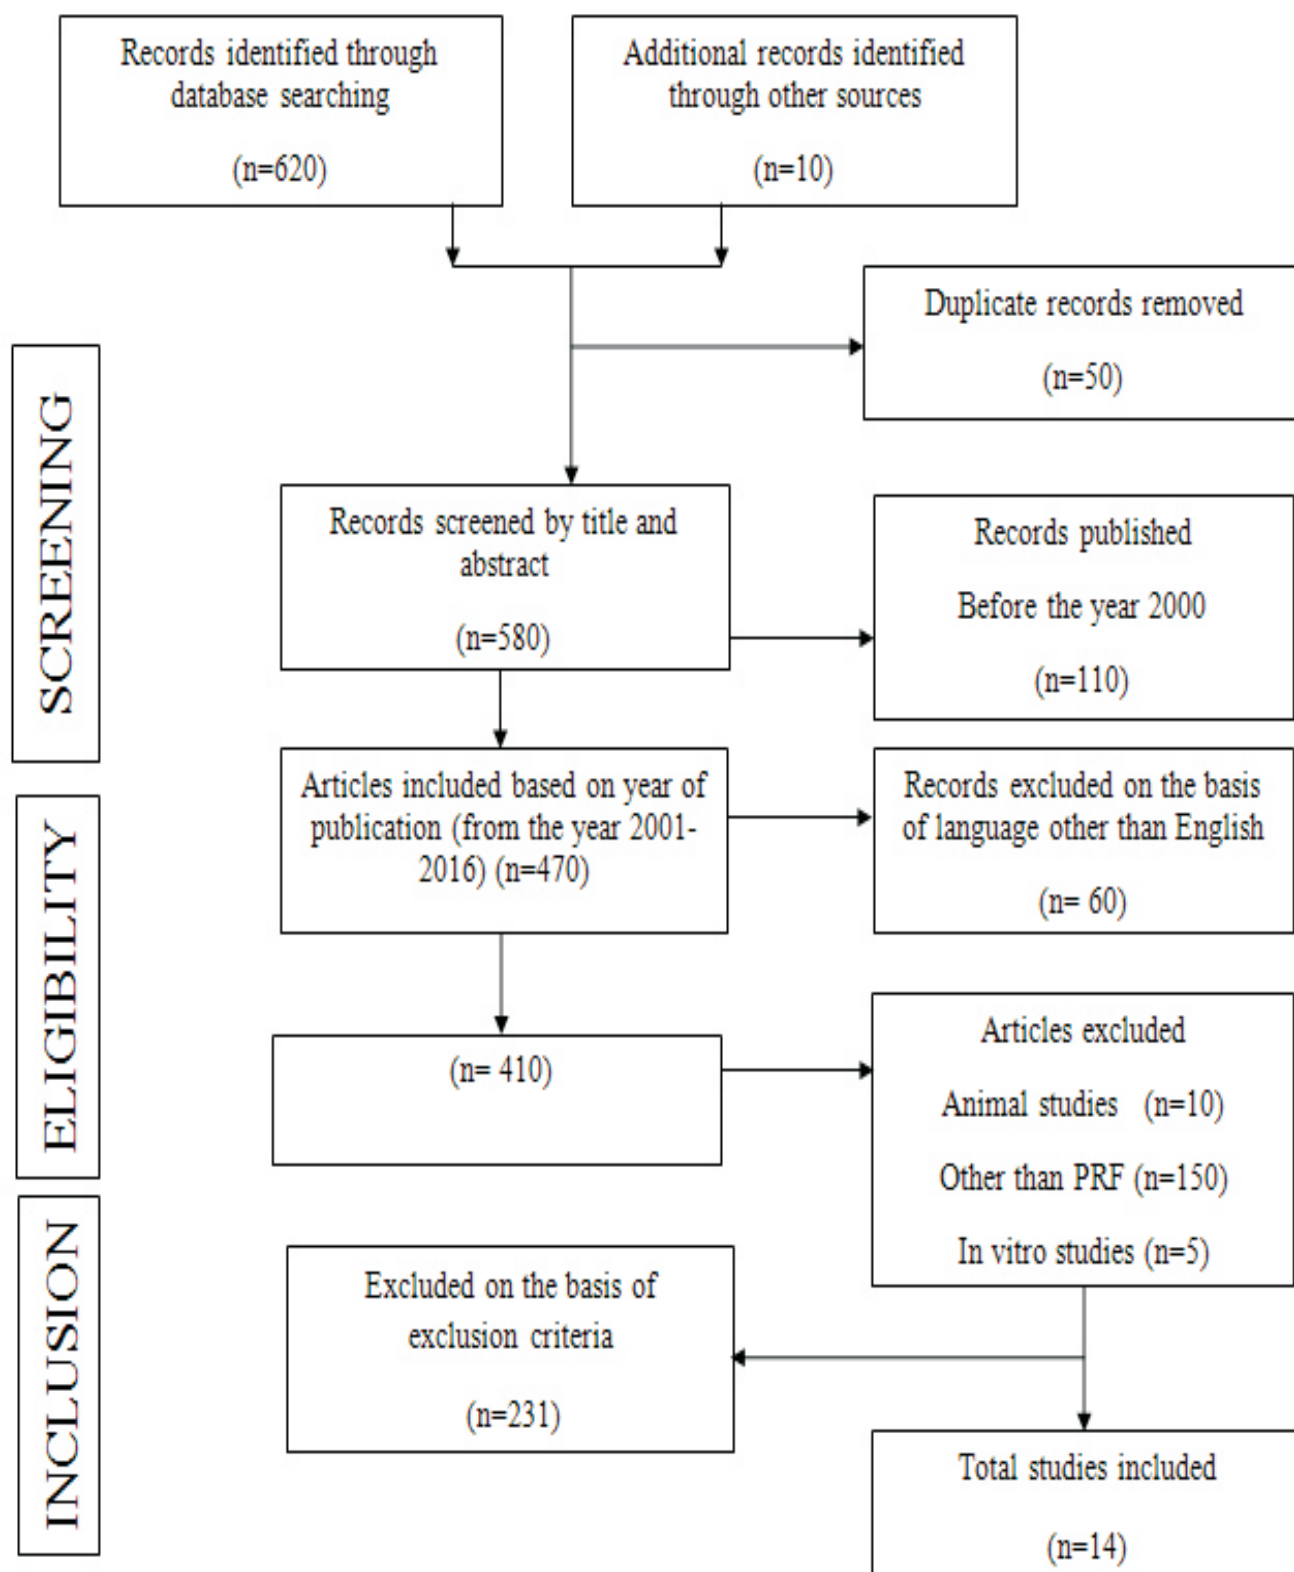 Records identified through
database searching
(n=620)
Additional records identified
through other sources
(n=10)
Duplicate records removed
(n=50)
SCREENING
Records screened by title and
abstract
(n=580)
Records published
Before the year 2000
(n=110)
Articles included based on year of
publication (from the year 2001-
2016) (n=470)
Records excluded on the basis
of language other than English
(n= 60)
ELIGIBILITY
(n= 410)
Articles excluded
Animal studies (n=10)
Other than PRF (n=150)
In vitro studies (n=5)
INCLUSION
Excluded on the basis of
exclusion criteria
(n=231)
Total studies included
(n=14)